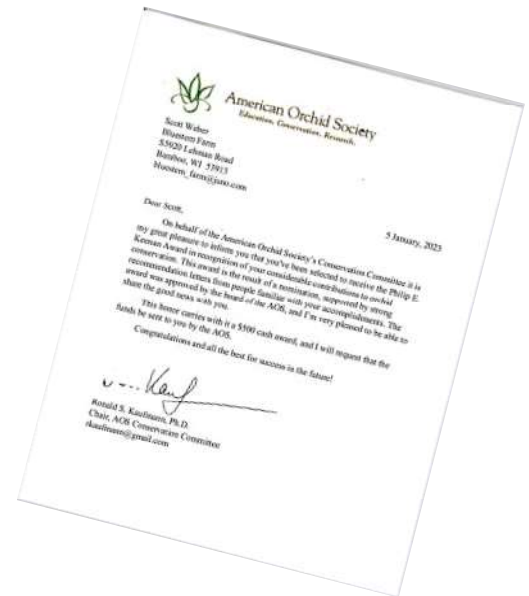 American Orchid Society
Education. Conservation. Research.
Scott Weber
Bluestem Farm
S5920 Lehman Road
Baraboo, WI 53913
bluestem_farm@juno.com
5 January, 2023
Dear Scott,
On behalf of the American Orchid Society's Conservation Committee it is
my great pleasure to inform you that you've been selected to receive the Philip E.
Keenan Award in recognition of your considerable contributions to orchid
conservation. This award is the result of a nomination, supported by strong
recommendation letters from people familiar with your accomplishments. The
award was approved by the board of the AOS, and I'm very pleased to be able to
share the good news with you.
This honor carries with it a $500 cash award, and I will request that the
funds be sent to you by the AOS.
Congratulations and all the best for success in the future!
Ronald S. Kaufmann, Ph.D.
Chair, AOS Conservation Committee
rkaufmann@gmail.com